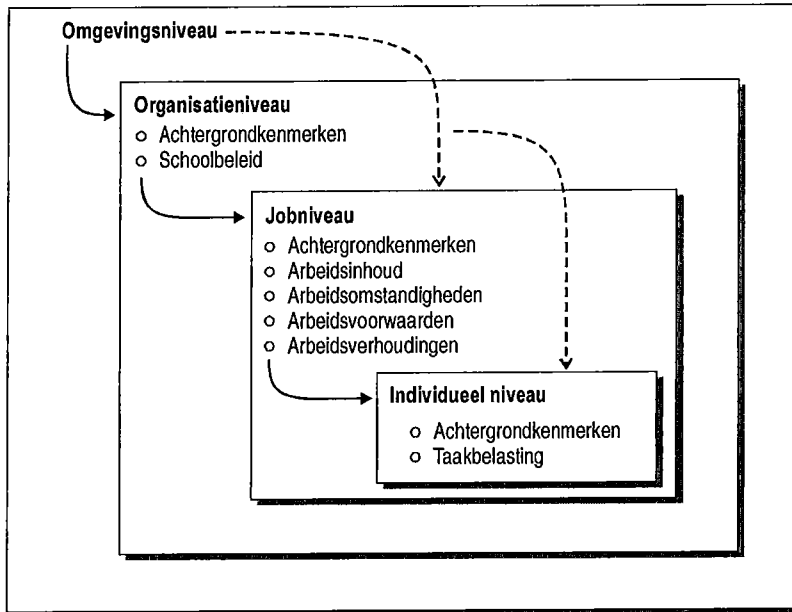 Omgevingsniveau
Organisatieniveau
Achtergrondkenmerken
Schoolbeleid
Jobniveau
Achtergrondkenmerken
Arbeidsinhoud
Arbeidsomstandigheden
Arbeidsvoorwaarden
Arbeidsverhoudingen
Individueel niveau
Achtergrondkenmerken
Taakbelasting